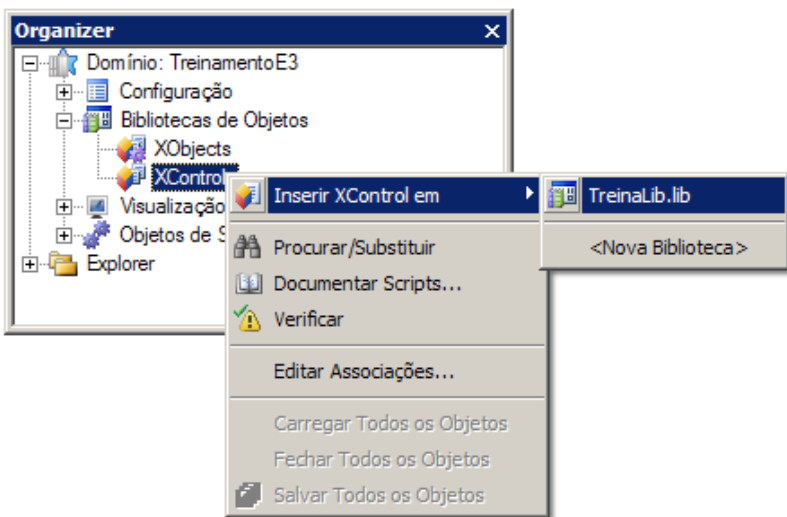 Organizer
Domínio: TreinamentoE3
Configuração
Bibliotecas de Objetos
XObjects
XControl
Visualização
Objetos de S
Explorer
Inserir XControl em
Procurar/Substituir
Documentar Scripts...
Verificar
Editar Associações...
Carregar Todos os Objetos
Fechar Todos os Objetos
Salvar Todos os Objetos
TreinaLib.lib
<Nova Biblioteca>